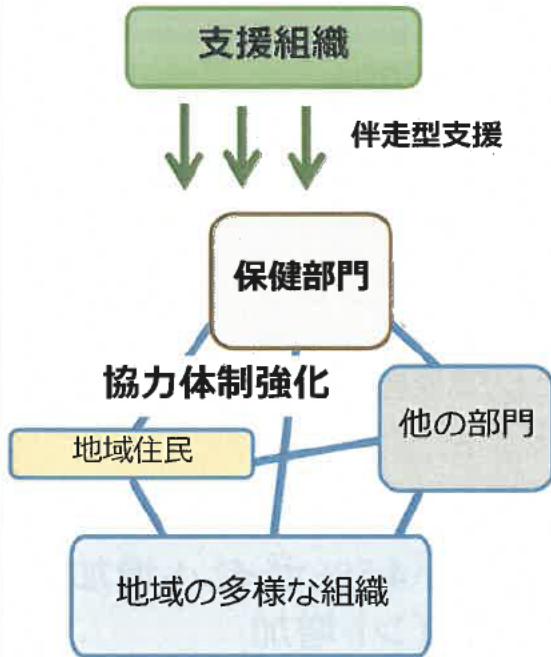 支援組織
伴走型支援
保健部門
協力体制強化
他の部門
地域住民
地域の多様な組織